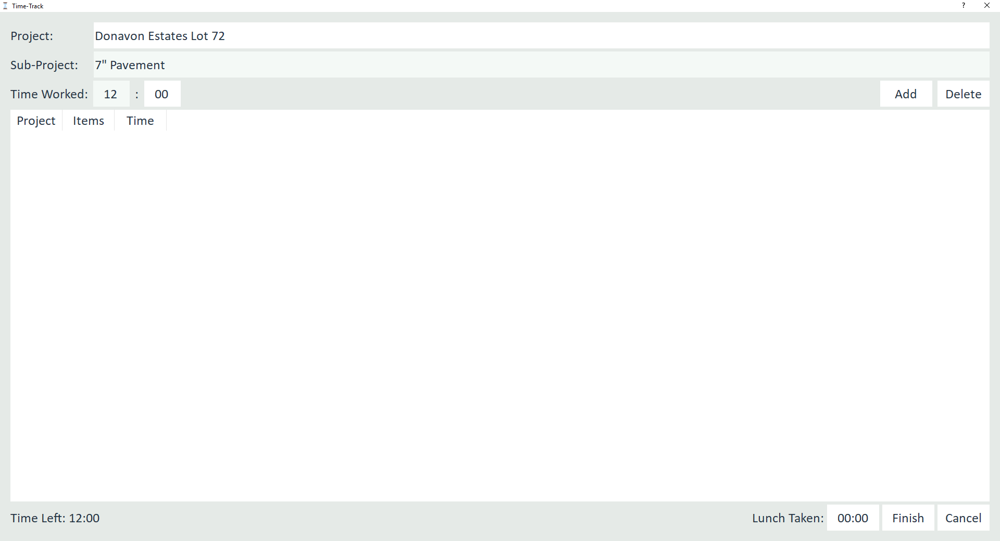 Time-Track ?
Project: Donavon Estates Lot 72
Sub-Project: 7" Pavement
Time Worked: 12 : 00 Add Delete
Project Items Time
Time Left: 12:00 Lunch Taken: 00:00 Finish Cancel